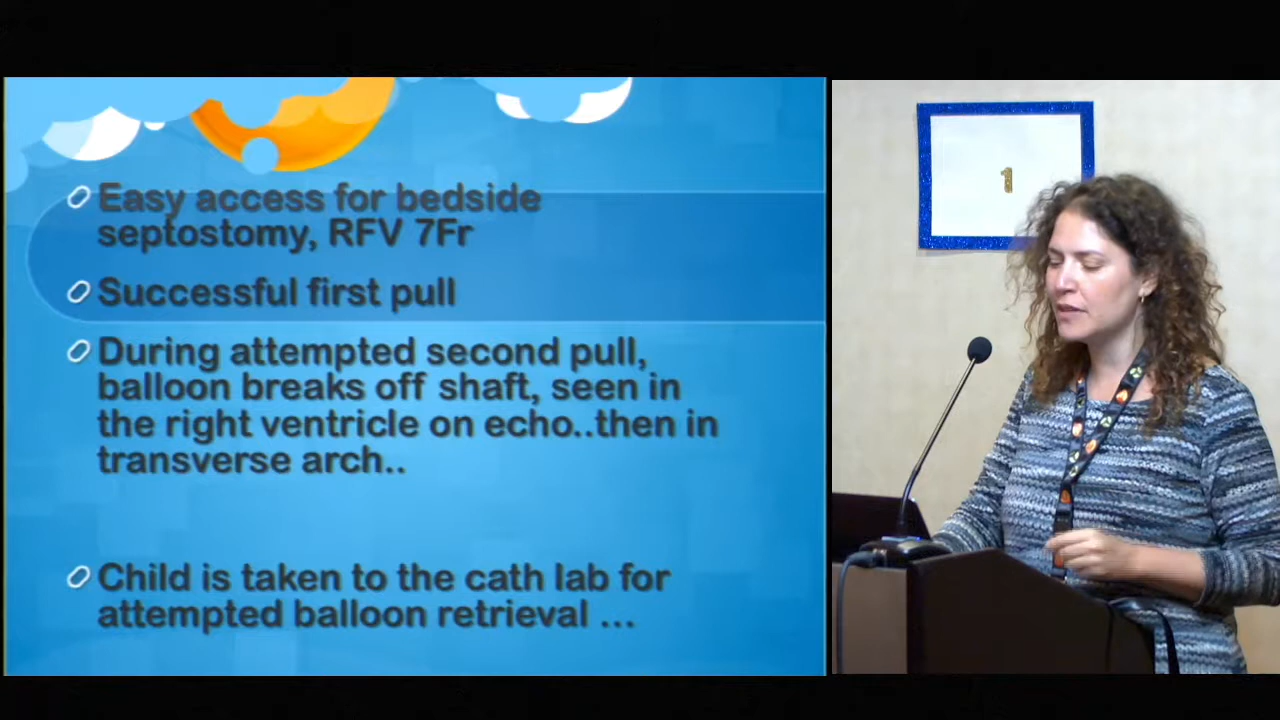 Easy access for bedside
septostomy, RFV 7Fr
Successful first pull
During attempted second pull,
balloon breaks off shaft, seen in
the right ventricle on echo..then in
transverse arch..
Child is taken to the cath lab for
attempted balloon retrieval ...
1